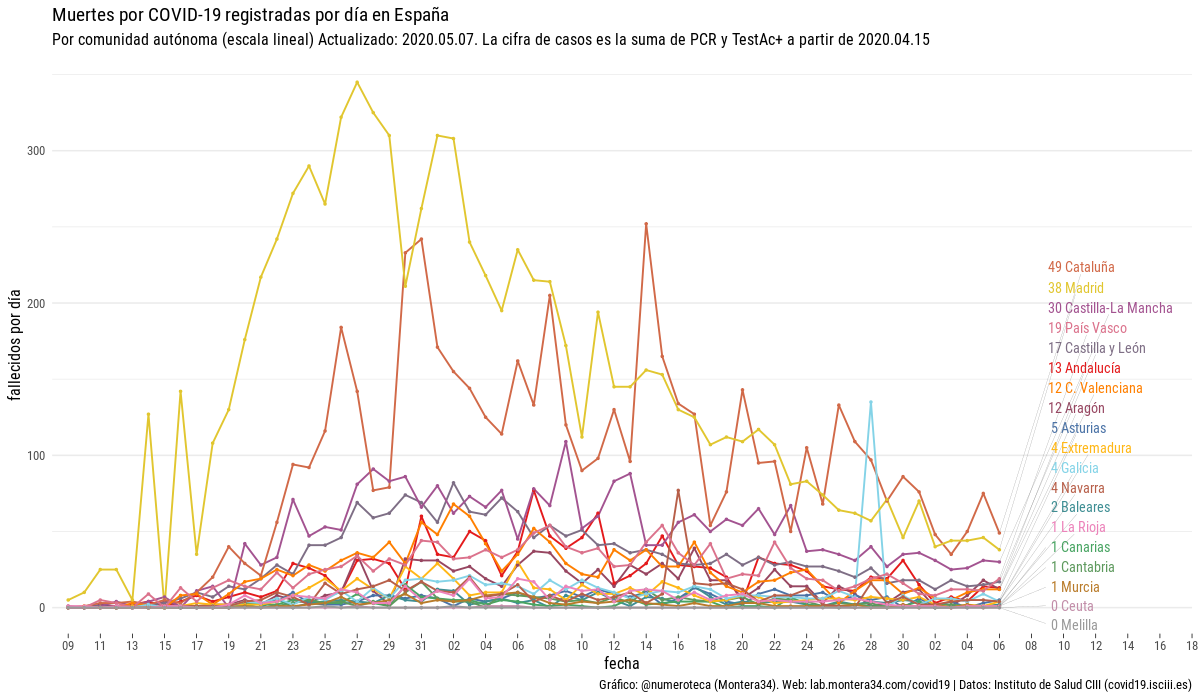 Muertes por COVID-19 registradas por día en España
Por comunidad autónoma (escala lineal) Actualizado: 2020.05.07. La cifra de casos es la suma de PCR y TestAc+ a partir de 2020.04.15
fallecidos por día
300
200
100
0
49 Cataluña
38 Madrid
30 Castilla-La Mancha
19 País Vasco
17 Castilla y León
13 Andalucía
12 C. Valenciana
12 Aragón
5 Asturias
4 Extremadura
4 Galicia
4 Navarra
2 Baleares
1 La Rioja
1 Canarias
1 Cantabria
1 Murcia
0 Ceuta
0 Melilla
09 11 13 15 17 19 21 23 25 27 29 31 02 04 06 08 10 12 14 16 18 20 22 24 26 28 30 02 04 06 08 10 12 14 16 18
fecha
Gráfico: @numeroteca (Montera34). Web: lab.montera34.com/covid19 | Datos: Instituto de Salud CIII (covid19.isciii.es)